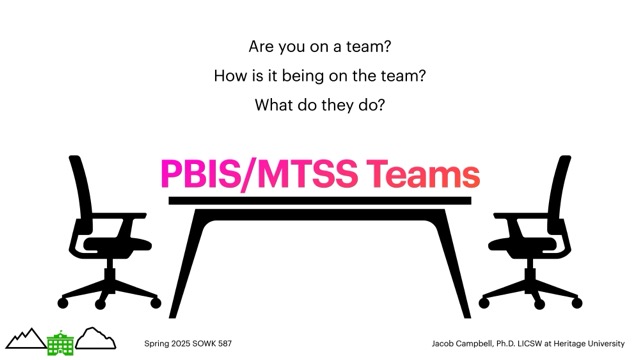 Are you on a team?
How is it being on the team?
What do they do?
PBIS/MTSS Teams
Spring 2025 SOWK 587
Jacob Campbell, Ph.D. LICSW at Heritage University